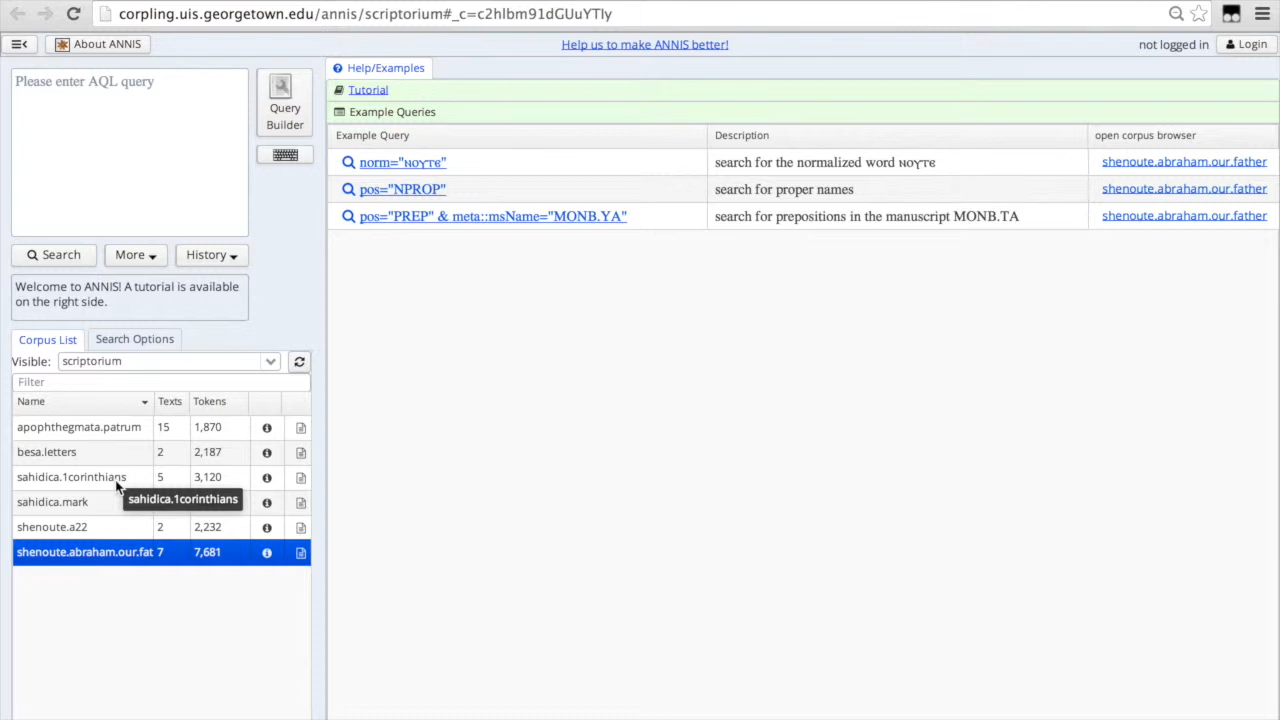 corpling.uis.georgetown.edu/annis/scriptorium#_c=c2hlbm91dGUuYTIy
About ANNIS
Help us to make ANNIS better!
not logged in
Login
Please enter AQL query
Query Builder
Search
More
History
Welcome to ANNIS! A tutorial is available
on the right side.
Corpus List
Search Options
Visible:
scriptorium
Filter
Name Texts Tokens
apophthegmata.patrum 15 1,870
besa.letters 2 2,187
sahidica.1corinthians 5 3,120
sahidica.1corinthians
sahidica.mark
shenoute.a22 2 2,232
shenoute.abraham.our.fat 7 7,681
Help/Examples
Tutorial
Example Queries
Example Query Description open corpus browser
norm="ⲛⲟⲩⲧⲉ" search for the normalized word ⲛⲟⲩⲧⲉ shenoute.abraham.our.father
pos="NPROP" search for proper names shenoute.abraham.our.father
pos="PREP" & meta::msName="MONB.YA" search for prepositions in the manuscript MONB.TA shenoute.abraham.our.father